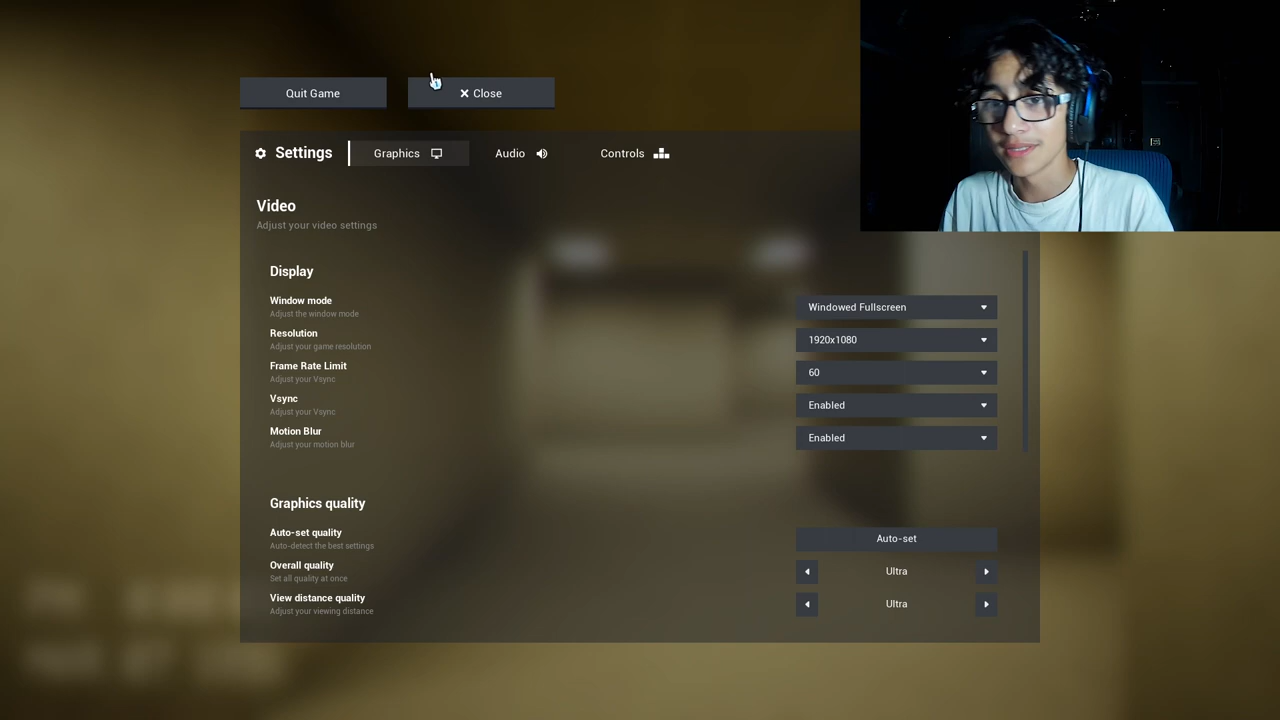 Quit Game
Close
Settings
Graphics
Audio
Controls
Video
Adjust your video settings
Display
Window mode
Adjust the window mode
Windowed Fullscreen
Resolution
Adjust your game resolution
1920x1080
Frame Rate Limit
Adjust your Vsync
60
Vsync
Adjust your Vsync
Enabled
Motion Blur
Adjust your motion blur
Enabled
Graphics quality
Auto-set quality
Auto-detect the best settings
Auto-set
Overall quality
Set all quality at once
Ultra
View distance quality
Adjust your viewing distance
Ultra